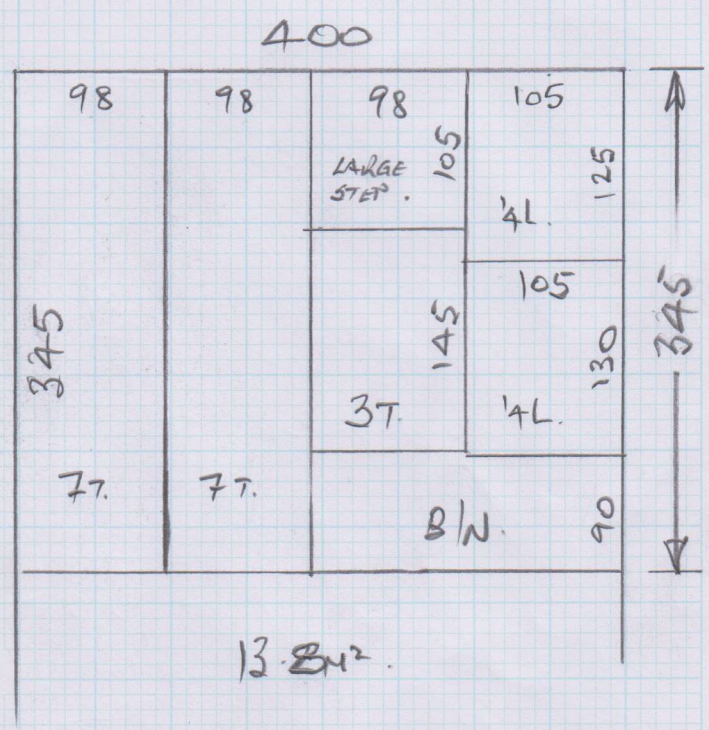 400
98 98 98 105
LARGE
STEP.
105
125
'4L.
105
345
145
130
345
3T.
'4L.
7T. 7T.
B/N.
90
13.8M².